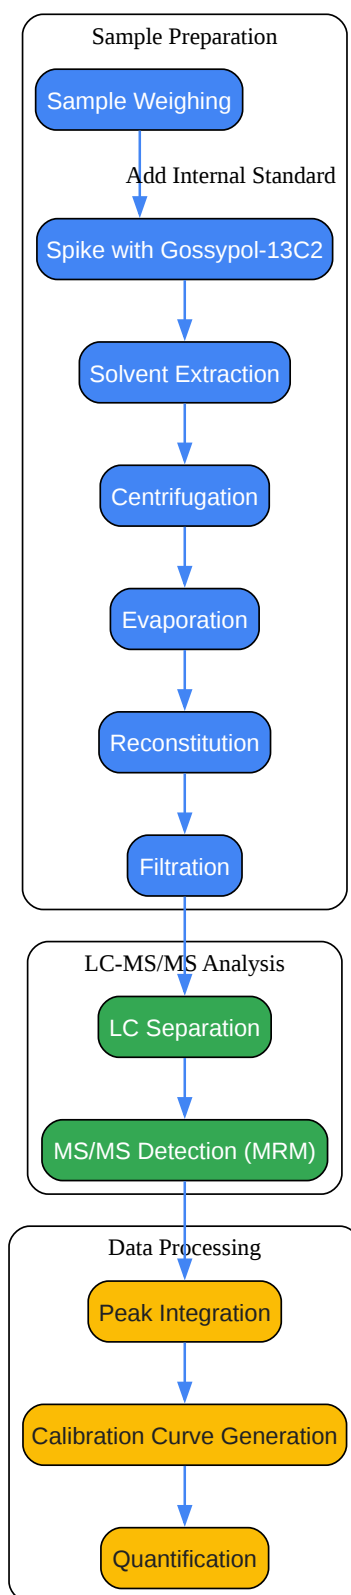 Sample Preparation
Sample Weighing
Add Internal Standard
Spike with Gossypol-13C2
Solvent Extraction
Centrifugation
Evaporation
Reconstitution
Filtration
LC-MS/MS Analysis
LC Separation
MS/MS Detection (MRM)
Data Processing
Peak Integration
Calibration Curve Generation
Quantification